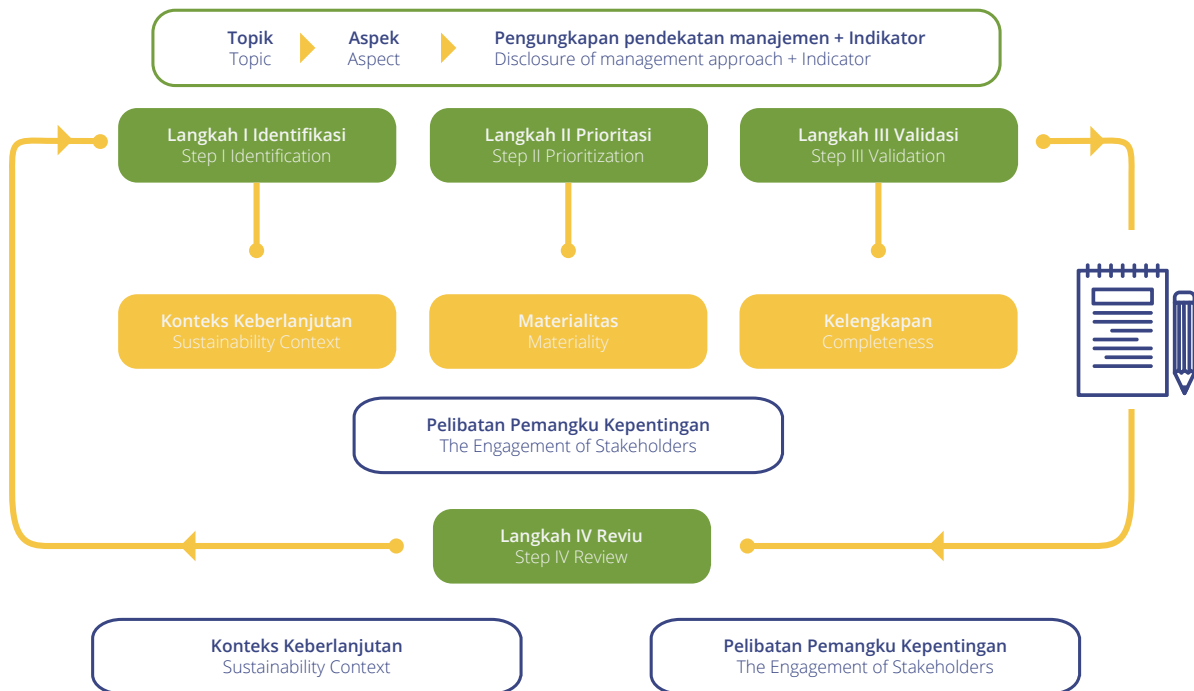 Topik
Topic
Aspek
Aspect
Pengungkapan pendekatan manajemen + Indikator
Disclosure of management approach + Indicator
Langkah I Identifikasi
Step I Identification
Langkah II Prioritasi
Step II Prioritization
Langkah III Validasi
Step III Validation
Konteks Keberlanjutan
Sustainability Context
Materialitas
Materiality
Kelengkapan
Completeness
Pelibatan Pemangku Kepentingan
The Engagement of Stakeholders
Langkah IV Reviu
Step IV Review
Konteks Keberlanjutan
Sustainability Context
Pelibatan Pemangku Kepentingan
The Engagement of Stakeholders